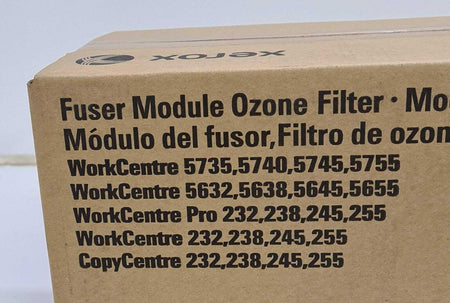 xerox
Fuser Module Ozone Filter · Mo
Módulo del fusor,Filtro de ozon
WorkCentre 5735,5740,5745,5755
WorkCentre 5632,5638,5645,5655
WorkCentre Pro 232,238,245,255
WorkCentre 232,238,245,255
CopyCentre 232,238,245,255